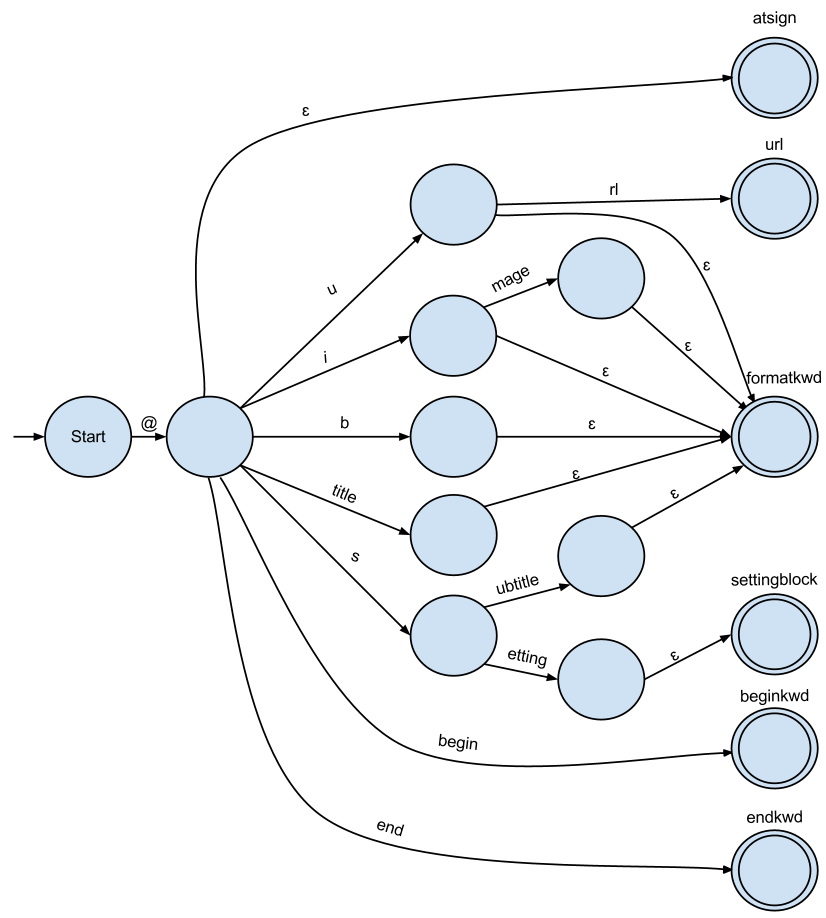 atsign
ε
url
rl
u
mage
ε
i
ε
ε
formatkwd
Start
@
b
ε
title
ε
s
ε
ubtitle
settingblock
etting
ε
beginkwd
begin
endkwd
end